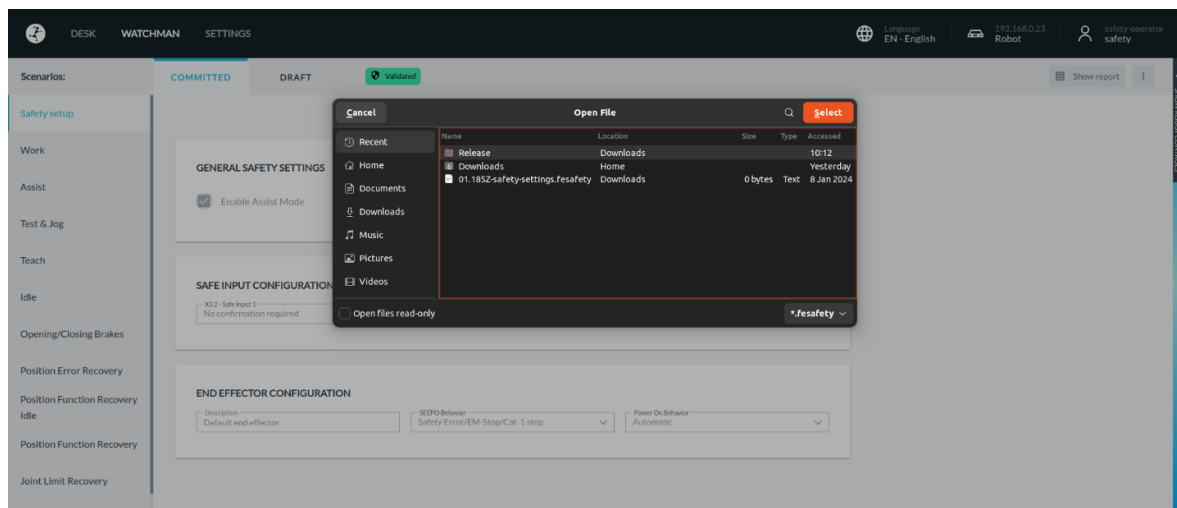 DESK WATCHMAN SETTINGS Language 192.168.0.23 safety-operator
EN - English Robot safety
Scenarios: COMMITTED DRAFT Validated Show report
Safety setup
Work
Assist
Test & Jog
Teach
Idle
Opening/Closing Brakes
Position Error Recovery
Position Function Recovery
Idle
Position Function Recovery
Joint Limit Recovery
GENERAL SAFETY SETTINGS
Enable Assist Mode
SAFE INPUT CONFIGURATION
X3.2 - Safe Input 1
No confirmation required
END EFFECTOR CONFIGURATION
Description SEEPO Behavior Power On Behavior
Default end effector Safety Error/EM-Stop/Cat. 1 stop Automatic
Cancel Open File Select
Recent
Home
Documents
Downloads
Music
Pictures
Videos
Name Location Size Type Accessed
Release Downloads 10:12
Downloads Home Yesterday
01.185Z-safety-settings.fesafety Downloads 0 bytes Text 8 Jan 2024
Open files read-only *.fesafety